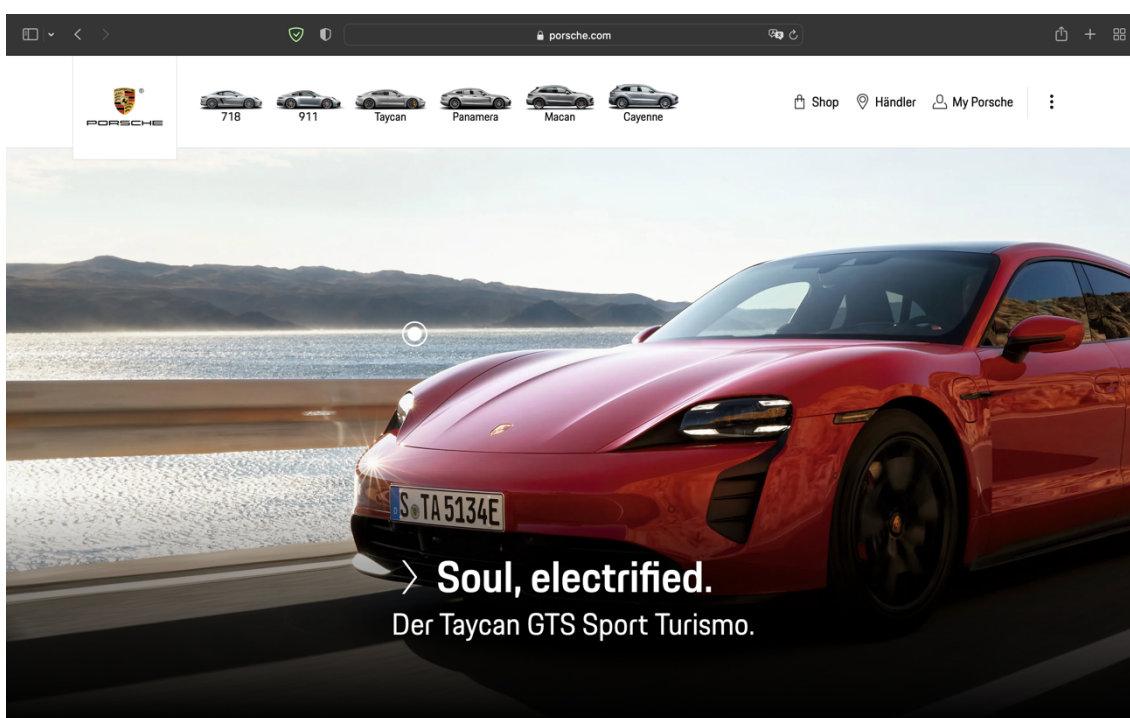 porsche.com
PORSCHE
718
911
Taycan
Panamera
Macan
Cayenne
Shop
Händler
My Porsche
S TA 5134E
Soul, electrified.
Der Taycan GTS Sport Turismo.